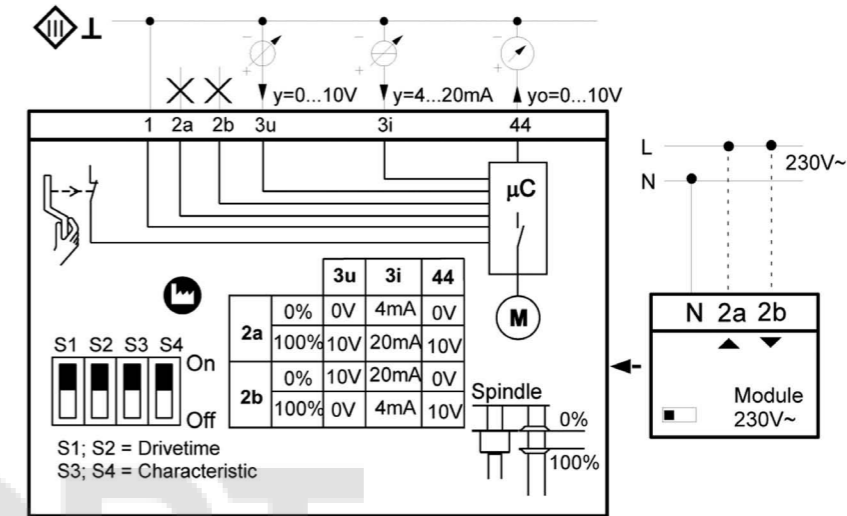 ⊥
y=0...10V y=4...20mA yo=0...10V
1 2a 2b 3u 3i 44
L
230V~
N
µC
3u 3i 44
2a 0% 0V 4mA 0V
100% 10V 20mA 10V
2b 0% 10V 20mA 0V
100% 0V 4mA 10V
M
N 2a 2b
S1 S2 S3 S4
On
Off
Spindle
0%
100%
Module
230V~
S1; S2 = Drivetime
S3; S4 = Characteristic